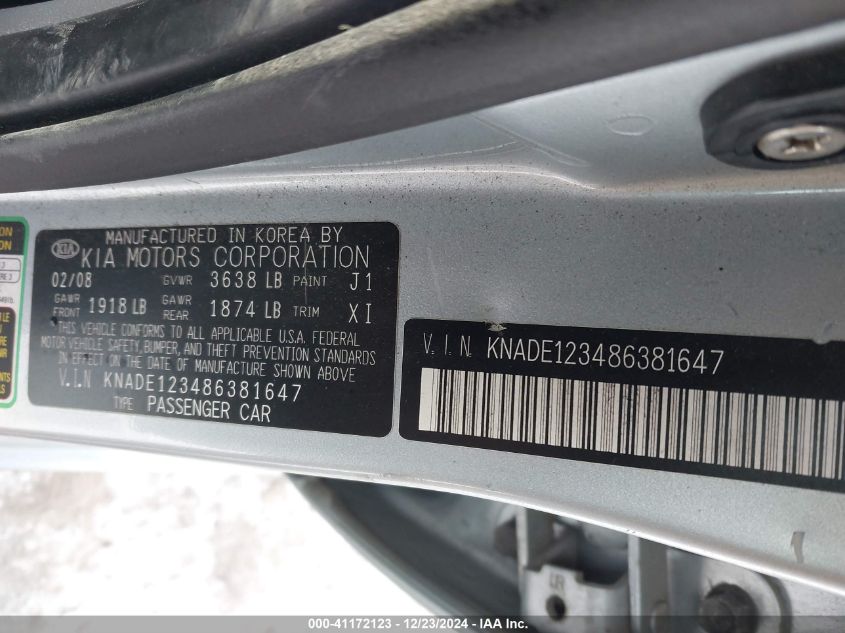 MANUFACTURED IN KOREA BY
KIA KIA MOTORS CORPORATION
02/08 GVWR 3638 LB PAINT J1
GAWR FRONT 1918 LB GAWR REAR 1874 LB TRIM XI
THIS VEHICLE CONFORMS TO ALL APPLICABLE U.S.A. FEDERAL
MOTOR VEHICLE SAFETY, BUMPER, AND THEFT PREVENTION STANDARDS
IN EFFECT ON THE DATE OF MANUFACTURE SHOWN ABOVE
V.I.N KNADE123486381647
TYPE PASSENGER CAR
V.I.N. KNADE123486381647
000-41172123 - 12/23/2024 - IAA Inc.